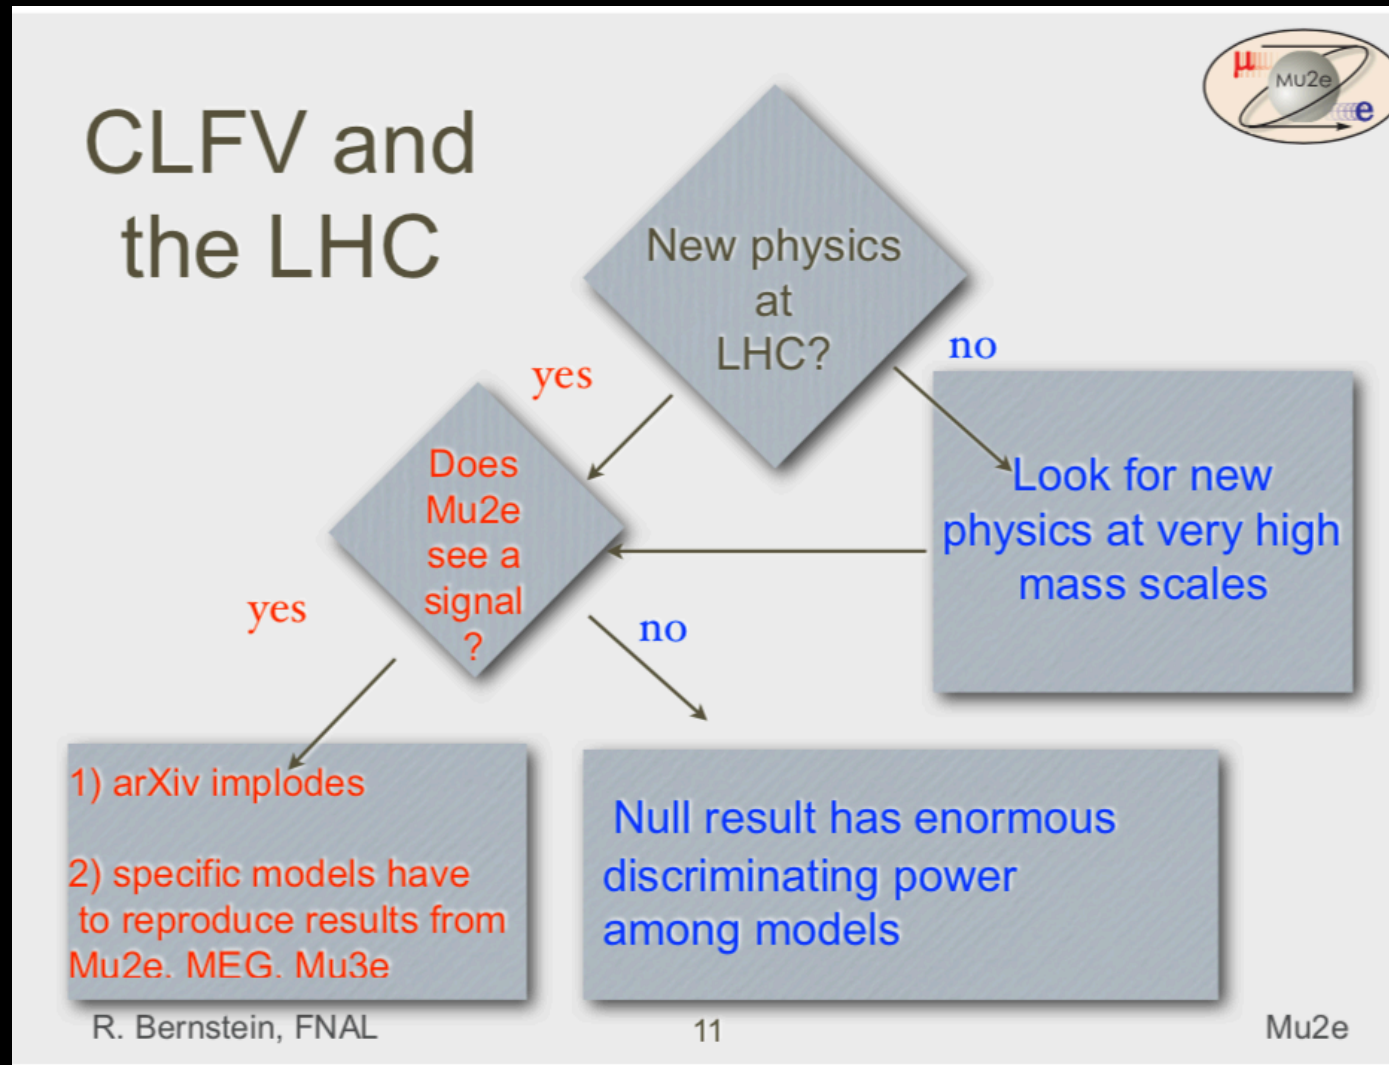 CLFV and
the LHC
μ
MU2e
e
New physics
at
LHC?
yes
no
Does
Mu2e
see a
signal
?
Look for new
physics at very high
mass scales
yes
no
1) arXiv implodes
2) specific models have
to reproduce results from
Mu2e. MEG. Mu3e
Null result has enormous
discriminating power
among models
R. Bernstein, FNAL
11
Mu2e